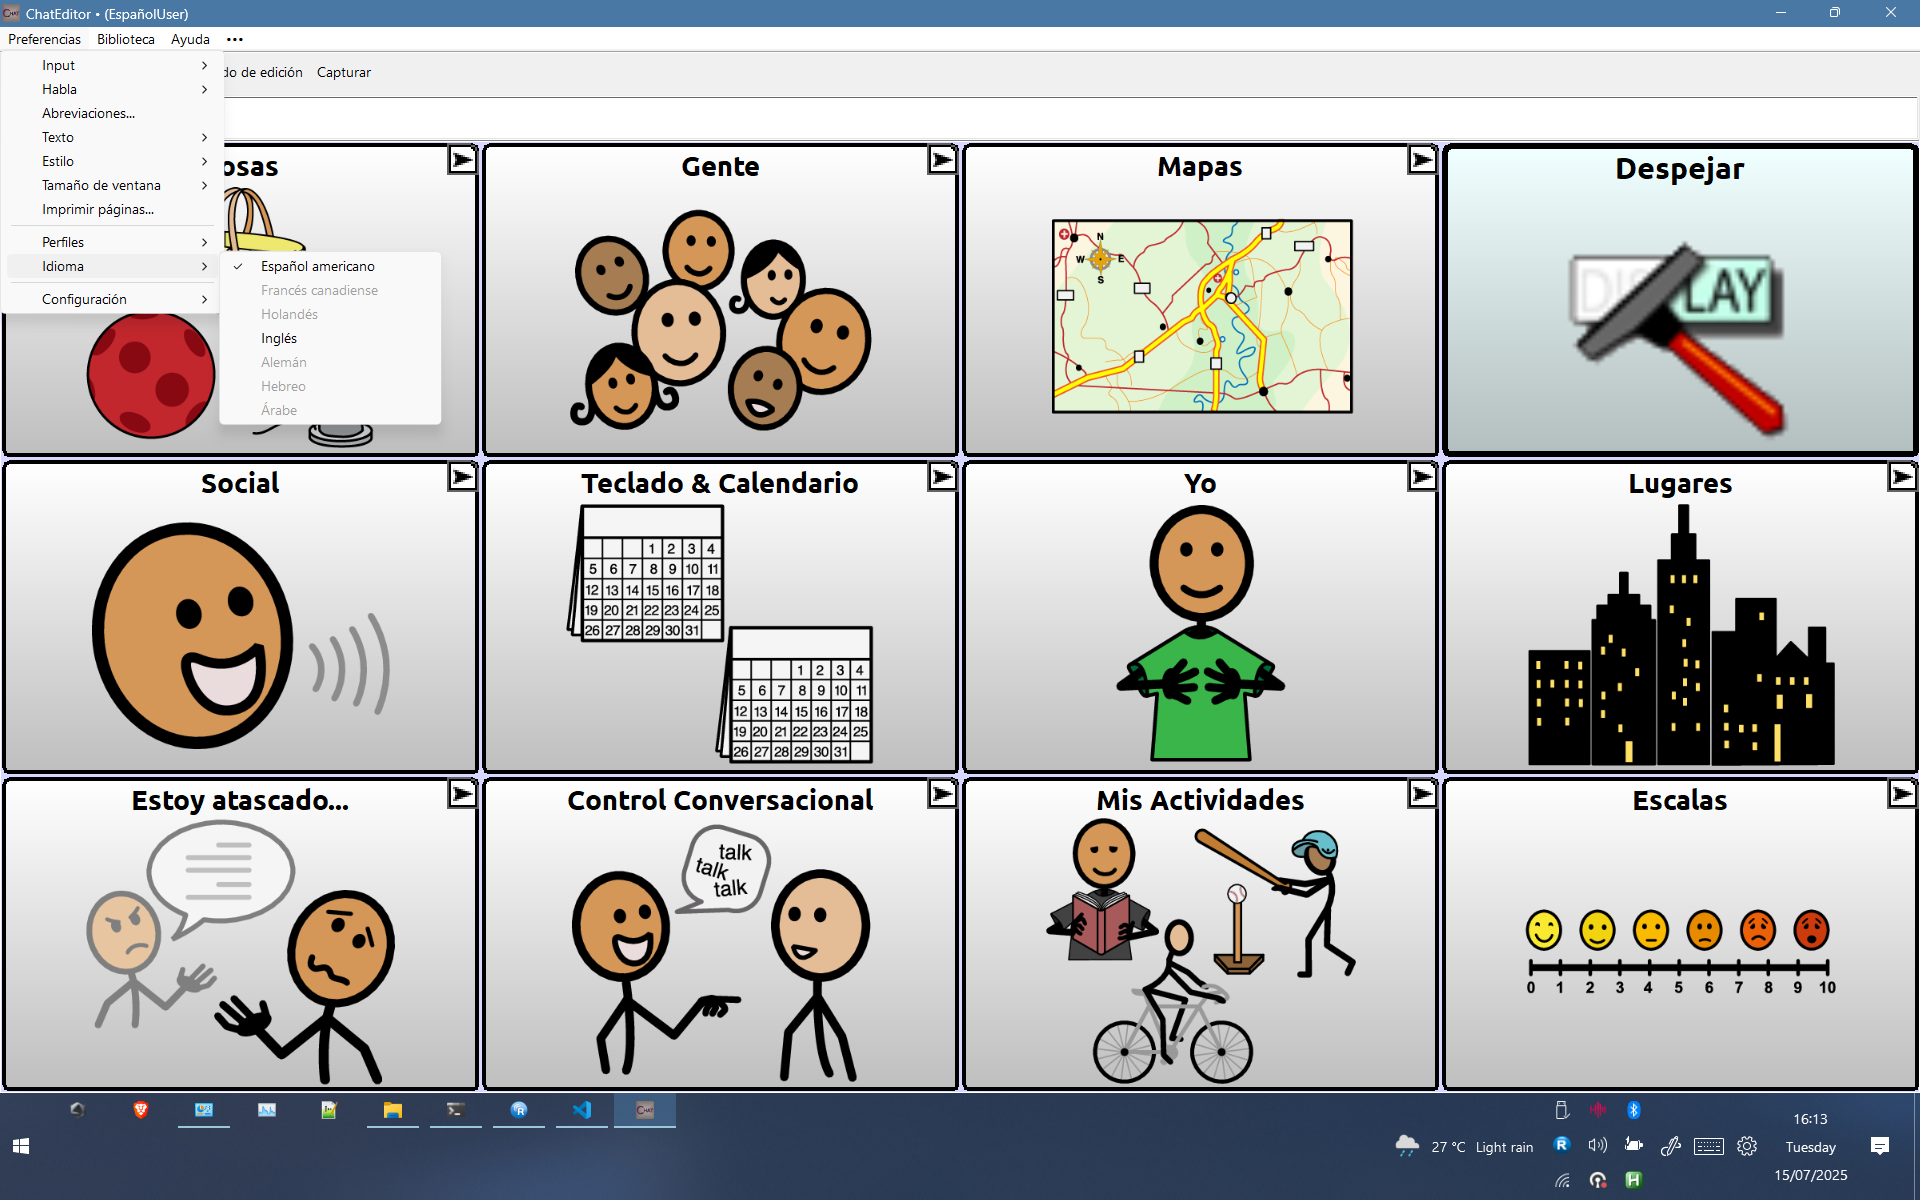 ChatEditor • (EspañolUser)
Preferencias Biblioteca Ayuda •••
do de edición Capturar
Input
Habla
Abreviaciones...
Texto
Estilo
Tamaño de ventana
Imprimir páginas...
Perfiles
Idioma
Configuración
Español americano
Francés canadiense
Holandés
Inglés
Alemán
Hebreo
Árabe
osas
Gente
Mapas
N
W E
S
Despejar
LAY
Social
Teclado & Calendario
1 2 3 4
5 6 7 8 9 10 11
12 13 14 15 16 17 18
19 20 21 22 23 24 25
26 27 28 29 30 31
1 2 3 4
5 6 7 8 9 10 11
12 13 14 15 16 17 18
19 20 21 22 23 24 25
26 27 28 29 30 31
Yo
Lugares
Estoy atascado...
Control Conversacional
talk
talk
talk
Mis Actividades
Escalas
0 1 2 3 4 5 6 7 8 9 10
27 °C Light rain
16:13
Tuesday
15/07/2025